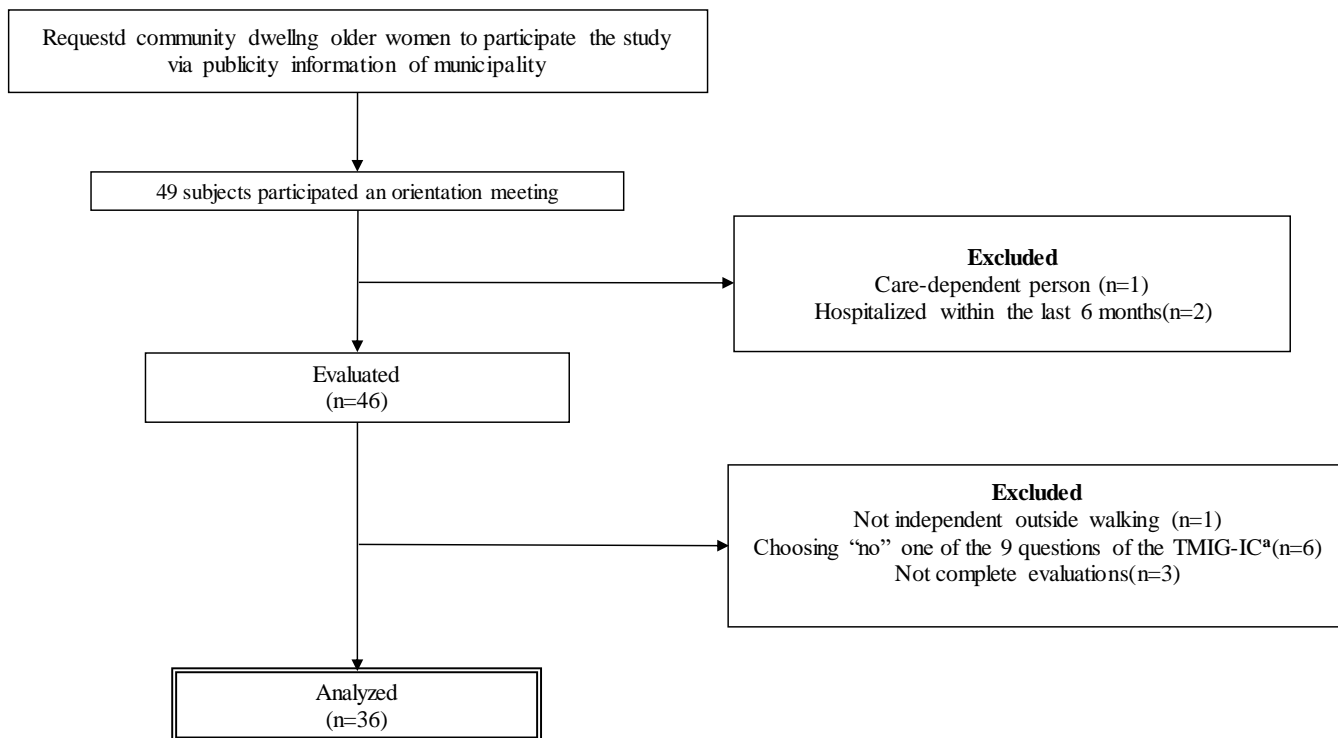 Requestd community dwellng older women to participate the study
via publicity information of municipality
49 subjects participated an orientation meeting
Excluded
Care-dependent person (n=1)
Hospitalized within the last 6 months(n=2)
Evaluated
(n=46)
Excluded
Not independent outside walking (n=1)
Choosing “no” one of the 9 questions of the TMIG-ICª(n=6)
Not complete evaluations(n=3)
Analyzed
(n=36)